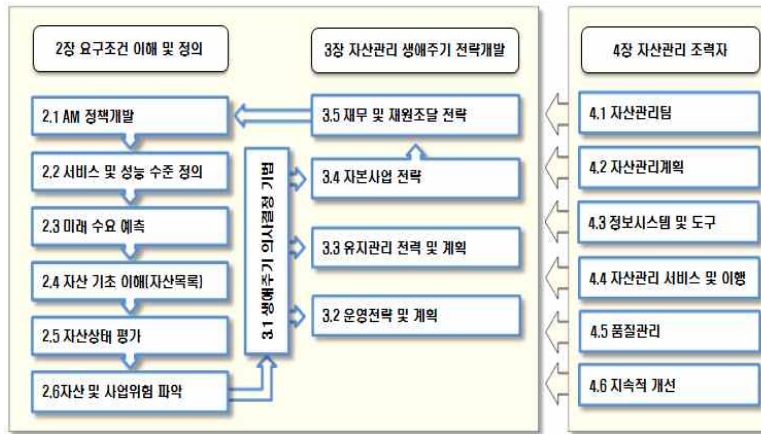 2장 요구조건 이해 및 정의
2.1 AM 정책개발
2.2 서비스 및 성능 수준 정의
2.3 미래 수요 예측
2.4 자산 기초 이해(자산목록)
2.5 자산상태 평가
2.6자산 및 사업위험 파악
3.1 생애주기 의사결정 기법
3장 자산관리 생애주기 전략개발
3.5 재무 및 재원조달 전략
3.4 자본사업 전략
3.3 유지관리 전력 및 계획
3.2 운영전략 및 계획
4장 자산관리 조력자
4.1 자산관리팀
4.2 자산관리계획
4.3 정보시스템 및 도구
4.4 자산관리 서비스 및 이행
4.5 품질관리
4.6 지속적 개선